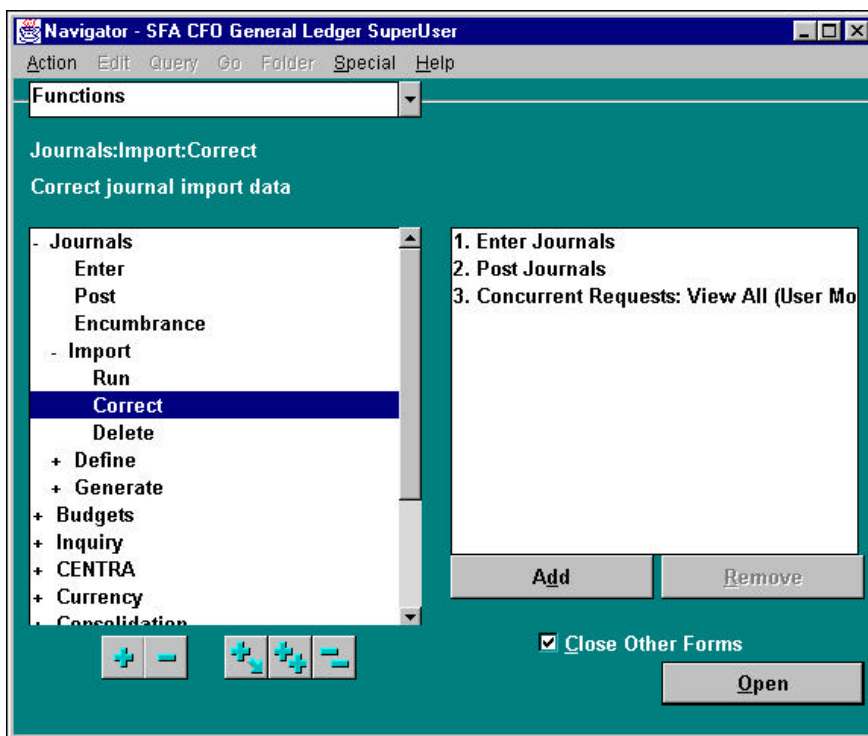 Navigator - SFA CFO General Ledger SuperUser
Action Edit Query Go Folder Special Help
Functions
Journals:Import:Correct
Correct journal import data
- Journals
Enter
Post
Encumbrance
- Import
Run
Correct
Delete
+ Define
+ Generate
+ Budgets
+ Inquiry
+ CENTRA
+ Currency
+ Consolidation
1. Enter Journals
2. Post Journals
3. Concurrent Requests: View All (User Mo
Add Remove
Close Other Forms
Open